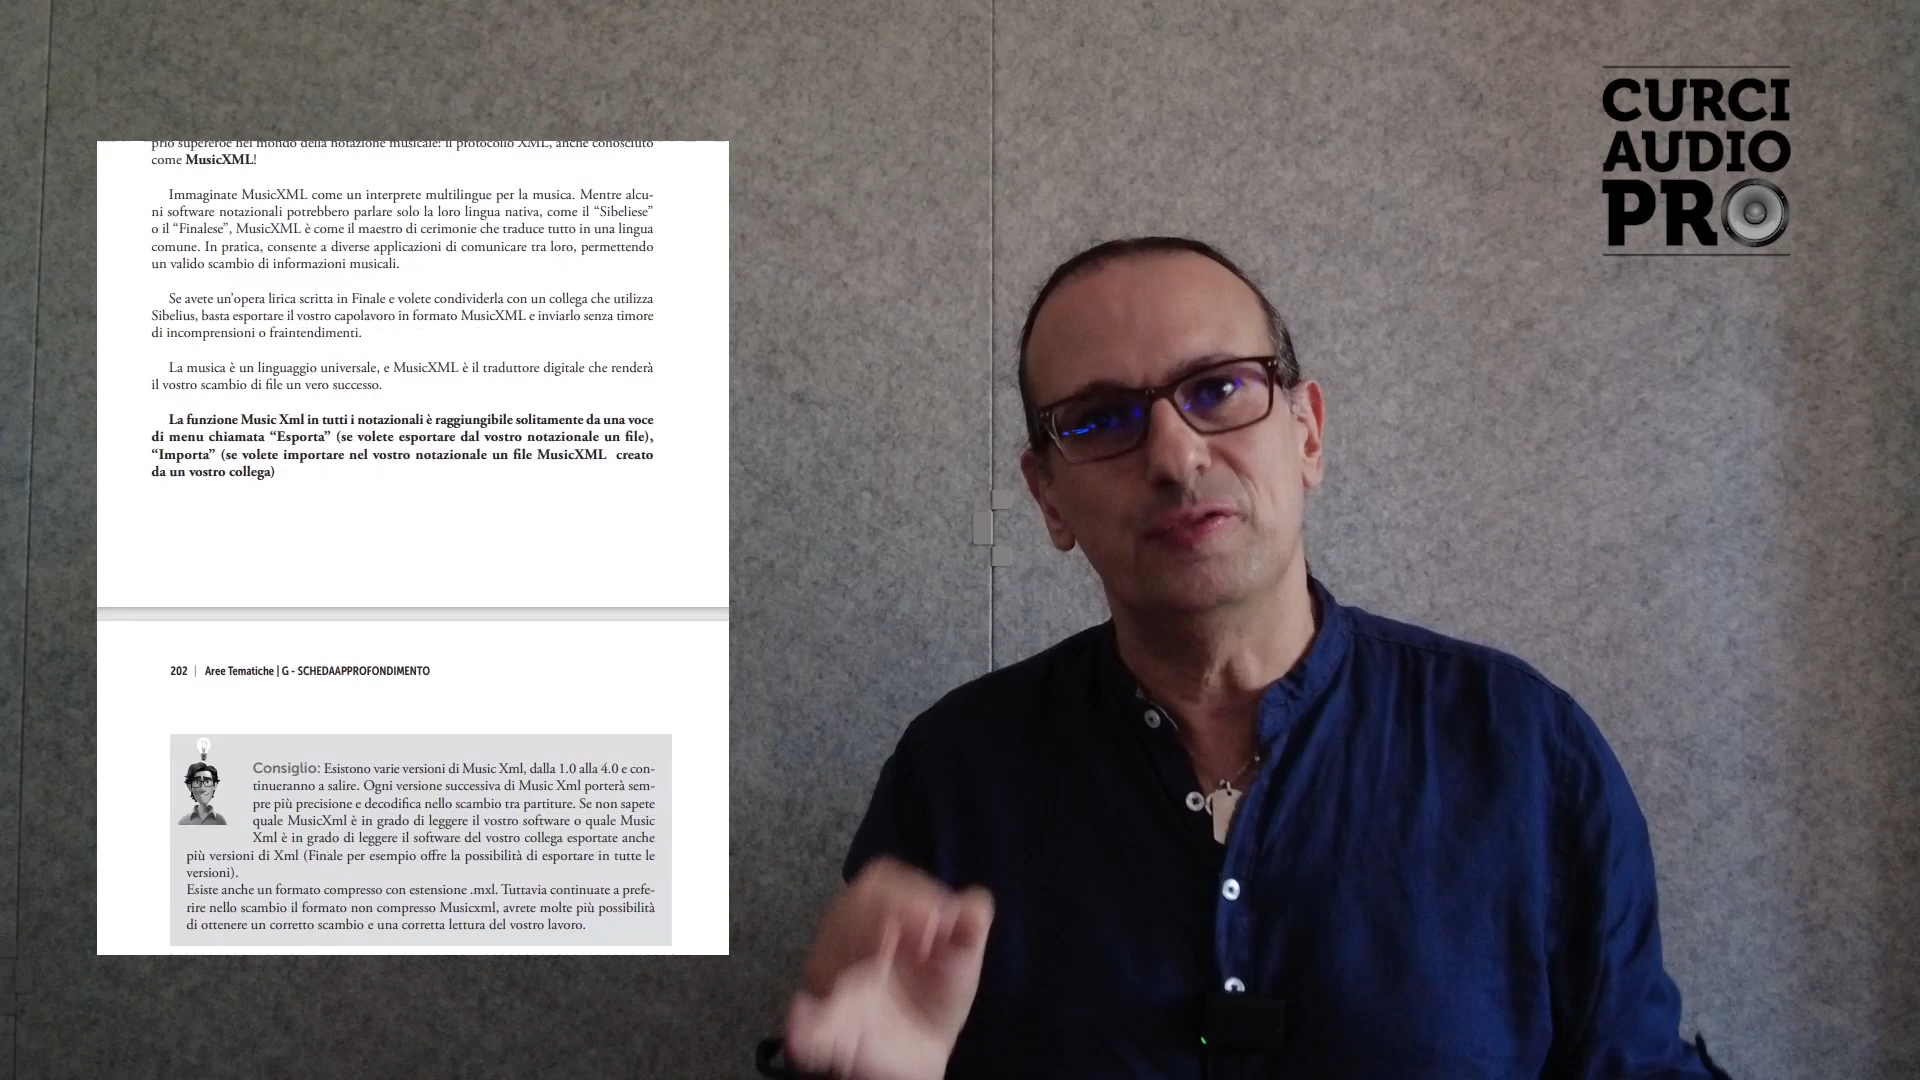 prio supereroe nel mondo della notazione musicale: il protocollo XML, anche conosciuto
come MusicXML!
Immaginate MusicXML come un interprete multilingue per la musica. Mentre alcu-
ni software notazionali potrebbero parlare solo la loro lingua nativa, come il “Sibeliese”
o il “Finalese”, MusicXML è come il maestro di cerimonie che traduce tutto in una lingua
comune. In pratica, consente a diverse applicazioni di comunicare tra loro, permettendo
un valido scambio di informazioni musicali.
Se avete un’opera lirica scritta in Finale e volete condividerla con un collega che utilizza
Sibelius, basta esportare il vostro capolavoro in formato MusicXML e inviarlo senza timore
di incomprensioni o fraintendimenti.
La musica è un linguaggio universale, e MusicXML è il traduttore digitale che renderà
il vostro scambio di file un vero successo.
La funzione Music Xml in tutti i notazionali è raggiungibile solitamente da una voce
di menu chiamata “Esporta” (se volete esportare dal vostro notazionale un file),
“Importa” (se volete importare nel vostro notazionale un file MusicXML creato
da un vostro collega)
202 | Aree Tematiche | G - SCHEDAAPPROFONDIMENTO
Consiglio: Esistono varie versioni di Music Xml, dalla 1.0 alla 4.0 e con-
tinueranno a salire. Ogni versione successiva di Music Xml porterà sem-
pre più precisione e decodifica nello scambio tra partiture. Se non sapete
quale MusicXml è in grado di leggere il vostro software o quale Music
Xml è in grado di leggere il software del vostro collega esportate anche
più versioni di Xml (Finale per esempio offre la possibilità di esportare in tutte le
versioni).
Esiste anche un formato compresso con estensione .mxl. Tuttavia continuate a prefe-
rire nello scambio il formato non compresso Musicxml, avrete molte più possibilità
di ottenere un corretto scambio e una corretta lettura del vostro lavoro.
CURCI
AUDIO
PRO